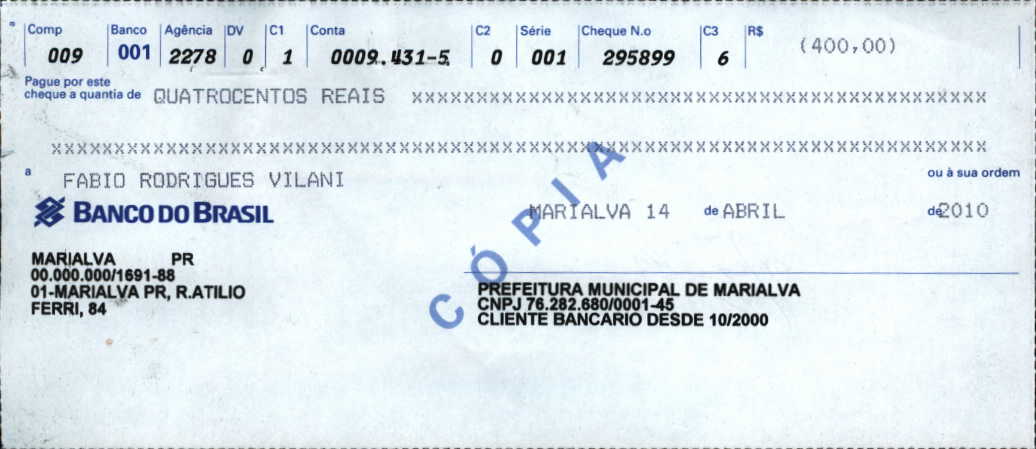 Comp Banco Agência DV C1 Conta C2 Série Cheque N.o C3 R$
009 001 2278 0 1 0009.431-5 0 001 295899 6 (400,00)
Pague por este
cheque a quantia de QUATROCENTOS REAIS xxxxxxxxxxxxxxxxxxxxxxxxxxxxxxxxxxxxxxxxxxxx
xxxxxxxxxxxxxxxxxxxxxxxxxxxxxxxxxxxxxxxxxxxxxxxxxxxxxxxxxxxxxxxxxxxxxxxx
a FABIO RODRIGUES VILANI ou à sua ordem
BANCO DO BRASIL
MARIALVA 14 de ABRIL de 2010
MARIALVA PR
00.000.000/1691-88
01-MARIALVA PR, R.ATILIO
FERRI, 84
PREFEITURA MUNICIPAL DE MARIALVA
CNPJ 76.282.680/0001-45
CLIENTE BANCARIO DESDE 10/2000
CÓPIA